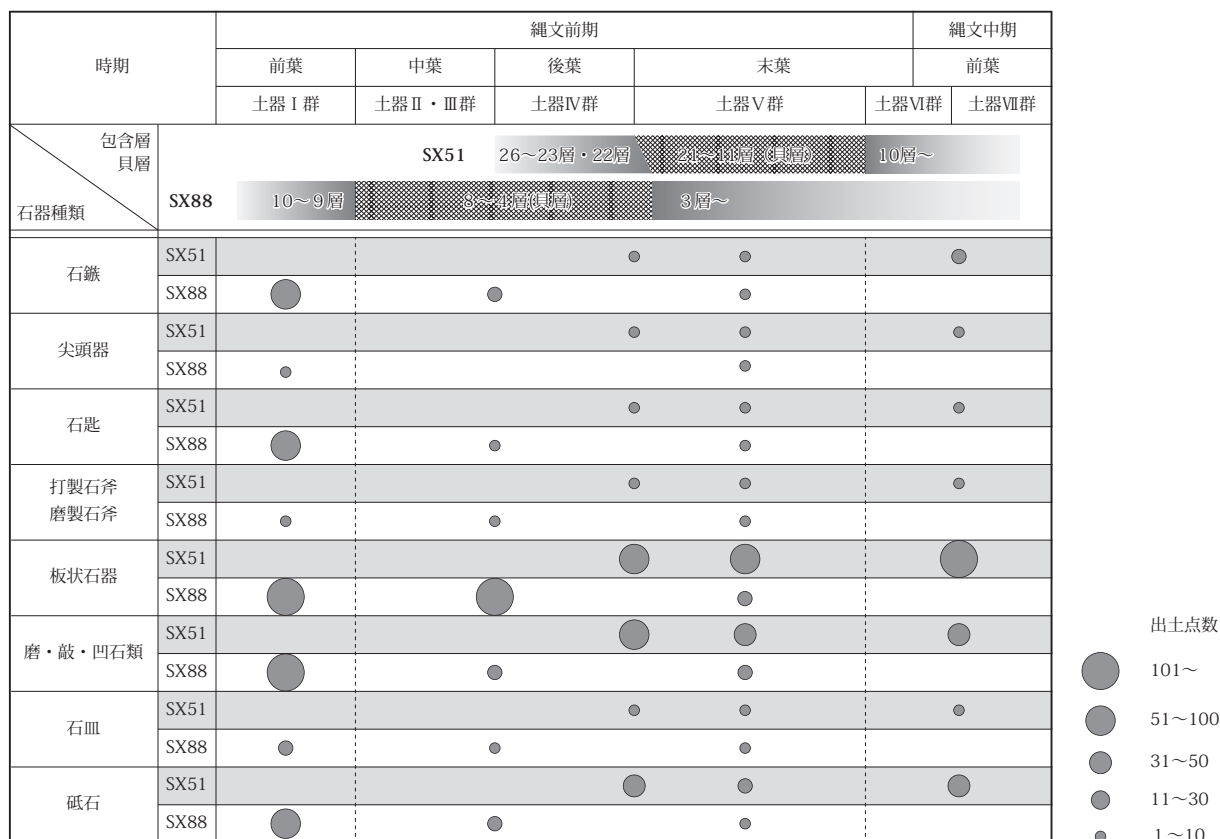 時期
縄文前期 縄文中期
前葉 中葉 後葉 末葉 前葉
土器Ⅰ群 土器Ⅱ・Ⅲ群 土器Ⅳ群 土器Ⅴ群 土器Ⅵ群 土器Ⅶ群
包含層
貝層
石器種類
SX51 26～23層・22層 21～11層（貝層） 10層～
SX88 10～9層 8～4層(貝層) 3層～
石鏃
SX51
SX88
尖頭器
SX51
SX88
石匙
SX51
SX88
打製石斧
磨製石斧
SX51
SX88
板状石器
SX51
SX88
磨・敲・凹石類
SX51
SX88
石皿
SX51
SX88
砥石
SX51
SX88
出土点数
101～
51～100
31～50
11～30
1～10